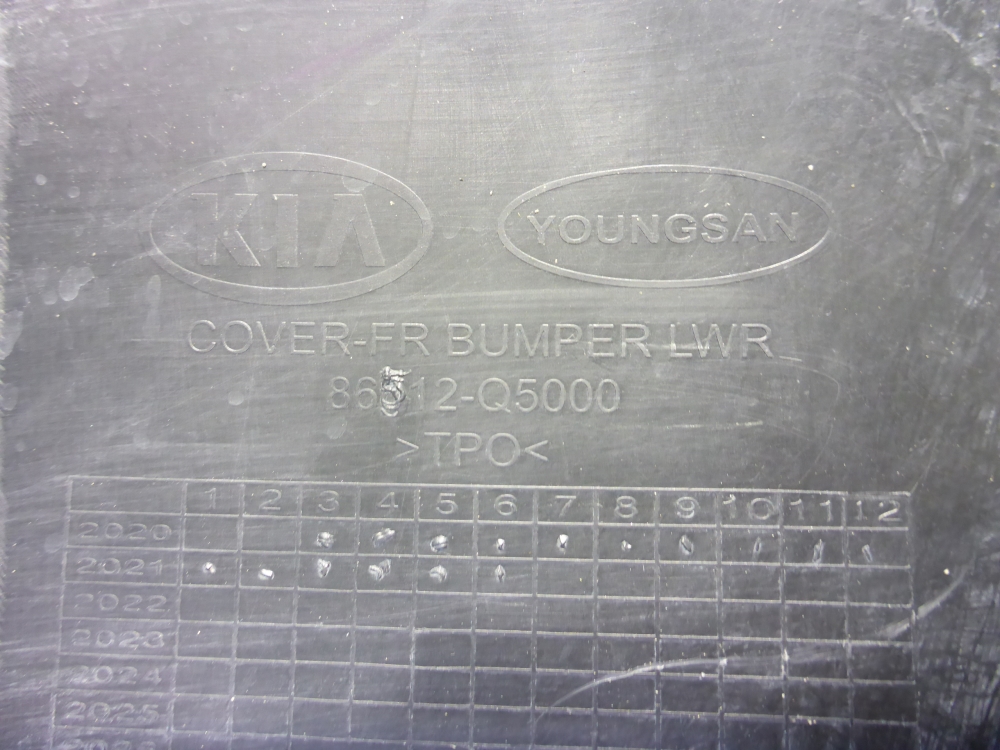 KIA
YOUNGSAN
COVER-FR BUMPER LWR
86512-Q5000
>TPO<
1 2 3 4 5 6 7 8 9 10 11 12
2020
2021
2022
2023
2024
2025